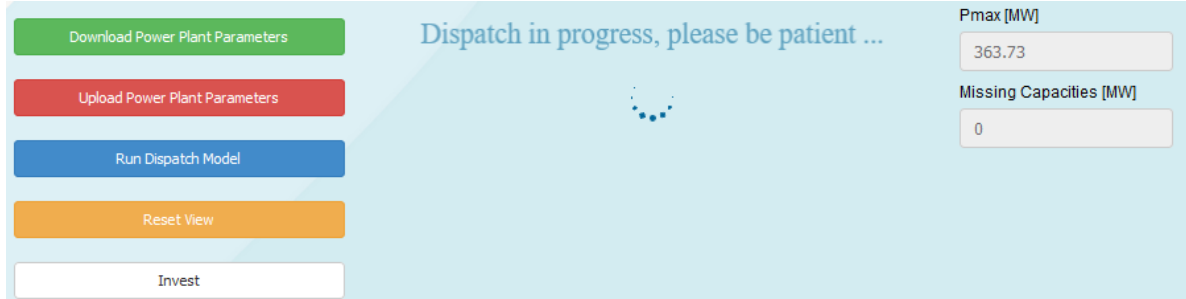 Download Power Plant Parameters
Upload Power Plant Parameters
Run Dispatch Model
Reset View
Invest
Dispatch in progress, please be patient ...
Pmax [MW]
363.73
Missing Capacities [MW]
0